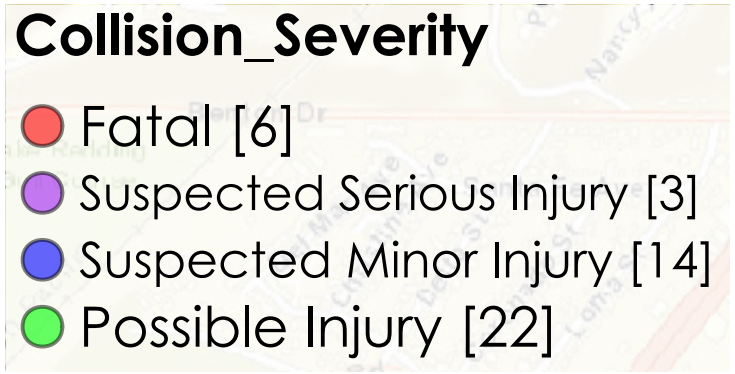 Collision_Severity
Fatal [6]
Suspected Serious Injury [3]
Suspected Minor Injury [14]
Possible Injury [22]